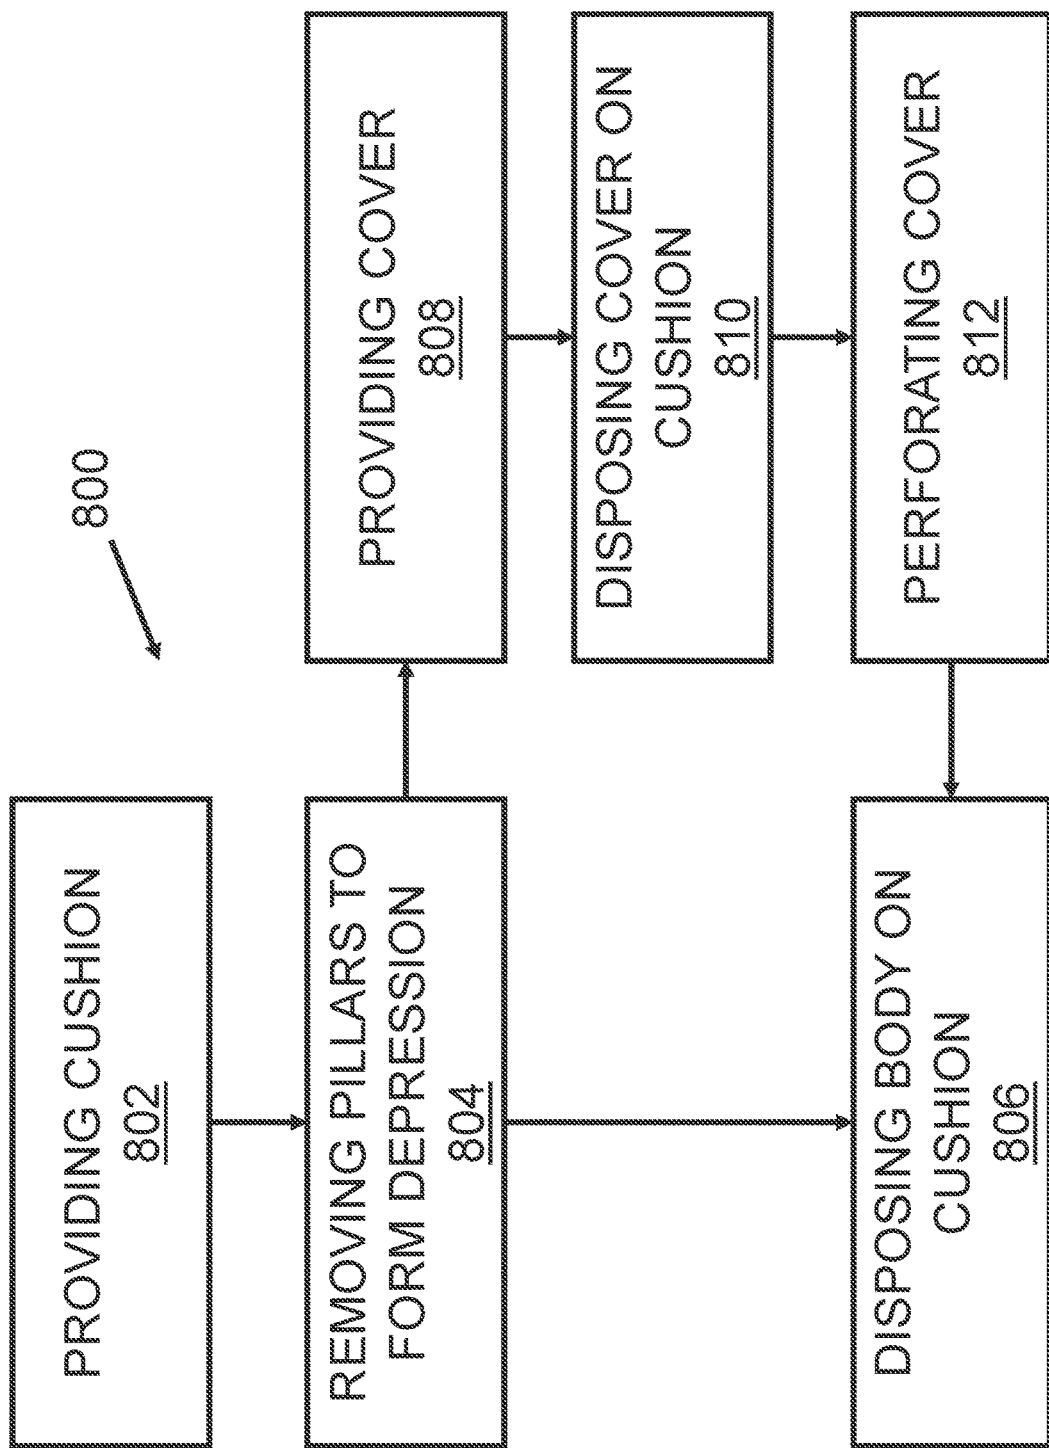 800
PROVIDING CUSHION
802
REMOVING PILLARS TO
FORM DEPRESSION
804
DISPOSING BODY ON
CUSHION
806
PROVIDING COVER
808
DISPOSING COVER ON
CUSHION
810
PERFORATING COVER
812